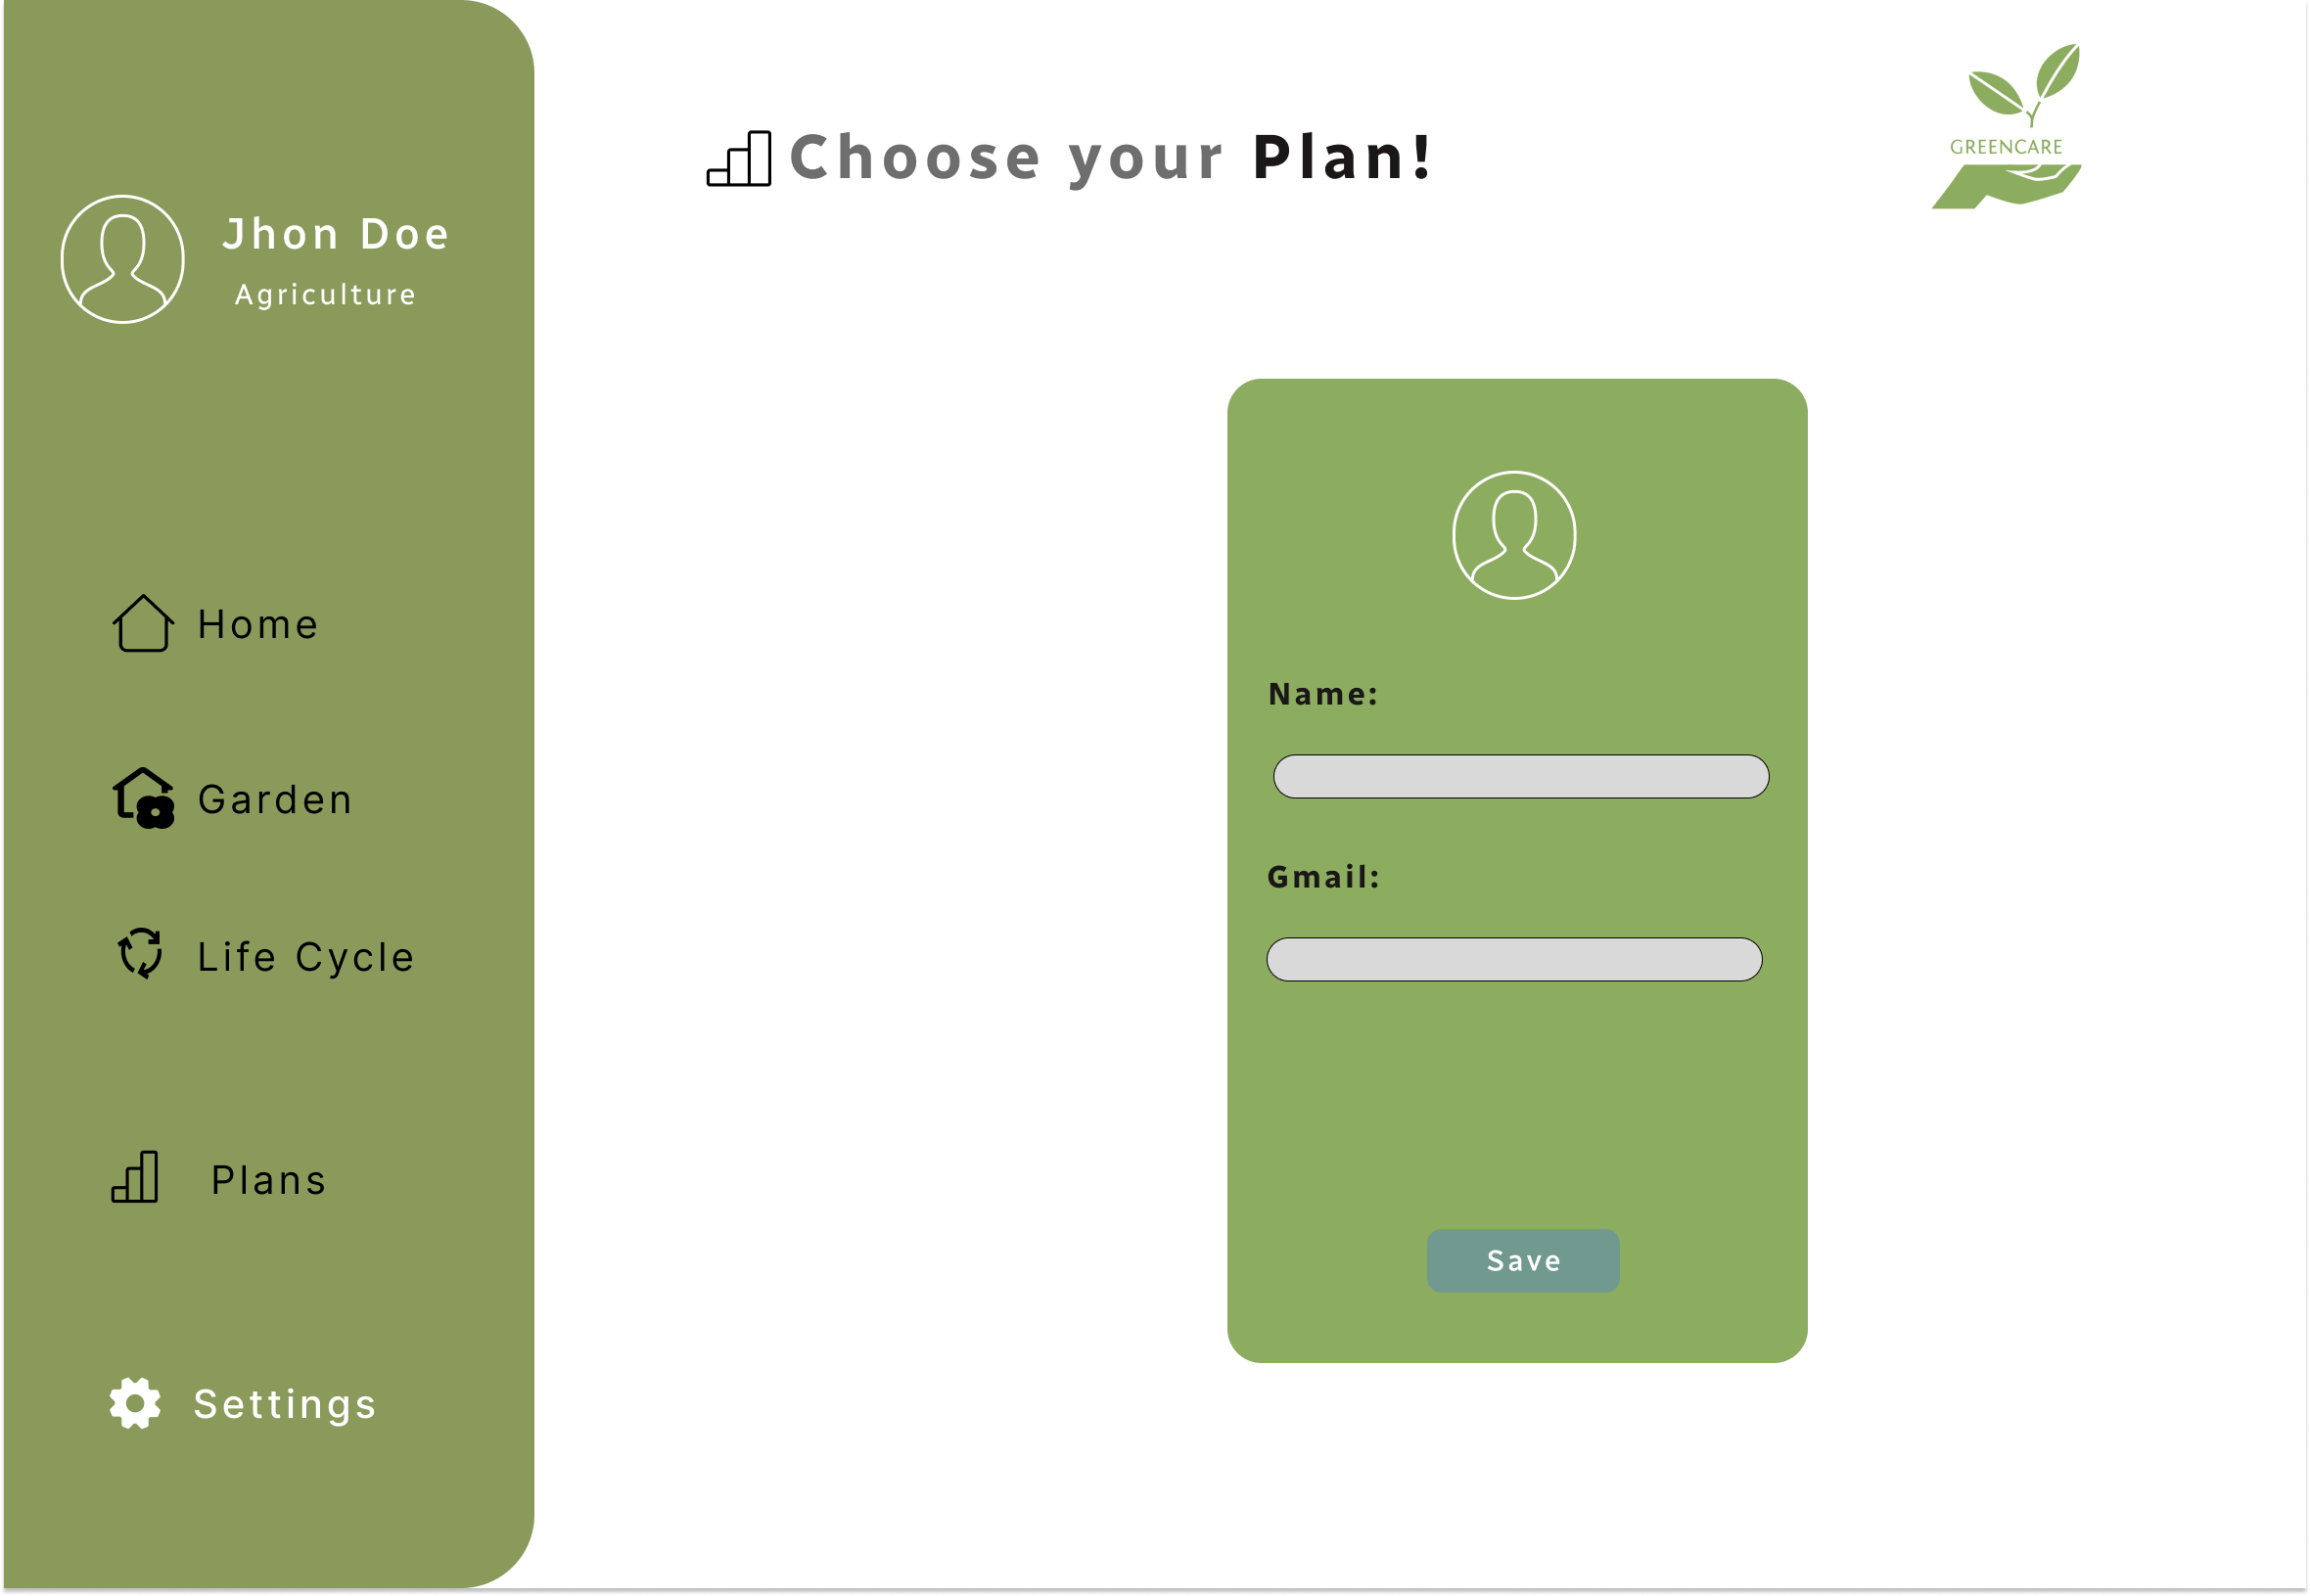 Jhon Doe
Agriculture
Home
Garden
Life Cycle
Plans
Settings
Choose your Plan!
GREENCARE
Name:
Gmail:
Save